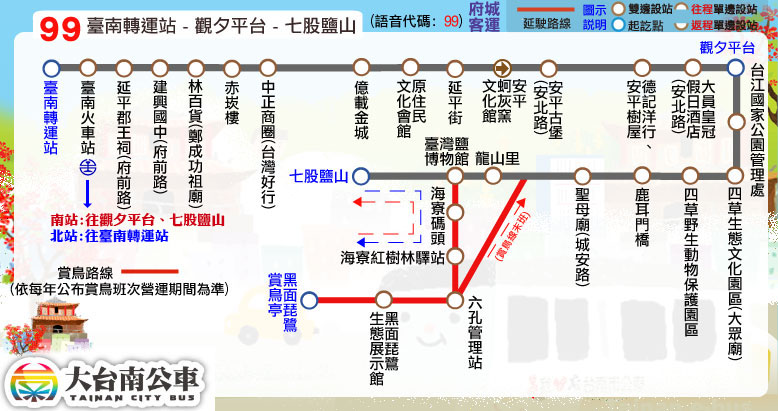 99 臺南轉運站 - 觀夕平台 - 七股鹽山 (語音代碼：99)
府城客運
延駛路線
圖示說明
雙邊設站
往程單邊設站
起訖點
返程單邊設站
臺南轉運站
臺南火車站
延平郡王祠(府前路)
建興國中(府前路)
林百貨(鄭成功祖廟)
赤崁樓
中正商圈(台灣好行)
億載金城
原住民文化會館
延平街
安平蚵灰窯文化館
安平古堡(安北路)
德記洋行、安平樹屋
大員皇冠假日酒店(安北路)
觀夕平台
台江國家公園管理處
南站:往觀夕平台、七股鹽山
北站:往臺南轉運站
七股鹽山
臺灣鹽博物館
龍山里
聖母廟(城安路)
鹿耳門橋
四草野生動物保護園區
四草生態文化園區(大眾廟)
海寮碼頭
海寮紅樹林驛站
(賞鳥線末班)
賞鳥路線
(依每年公布賞鳥班次營運期間為準)
黑面琵鷺賞鳥亭
黑面琵鷺生態展示館
六孔管理站
大台南公車
TAINAN CITY BUS